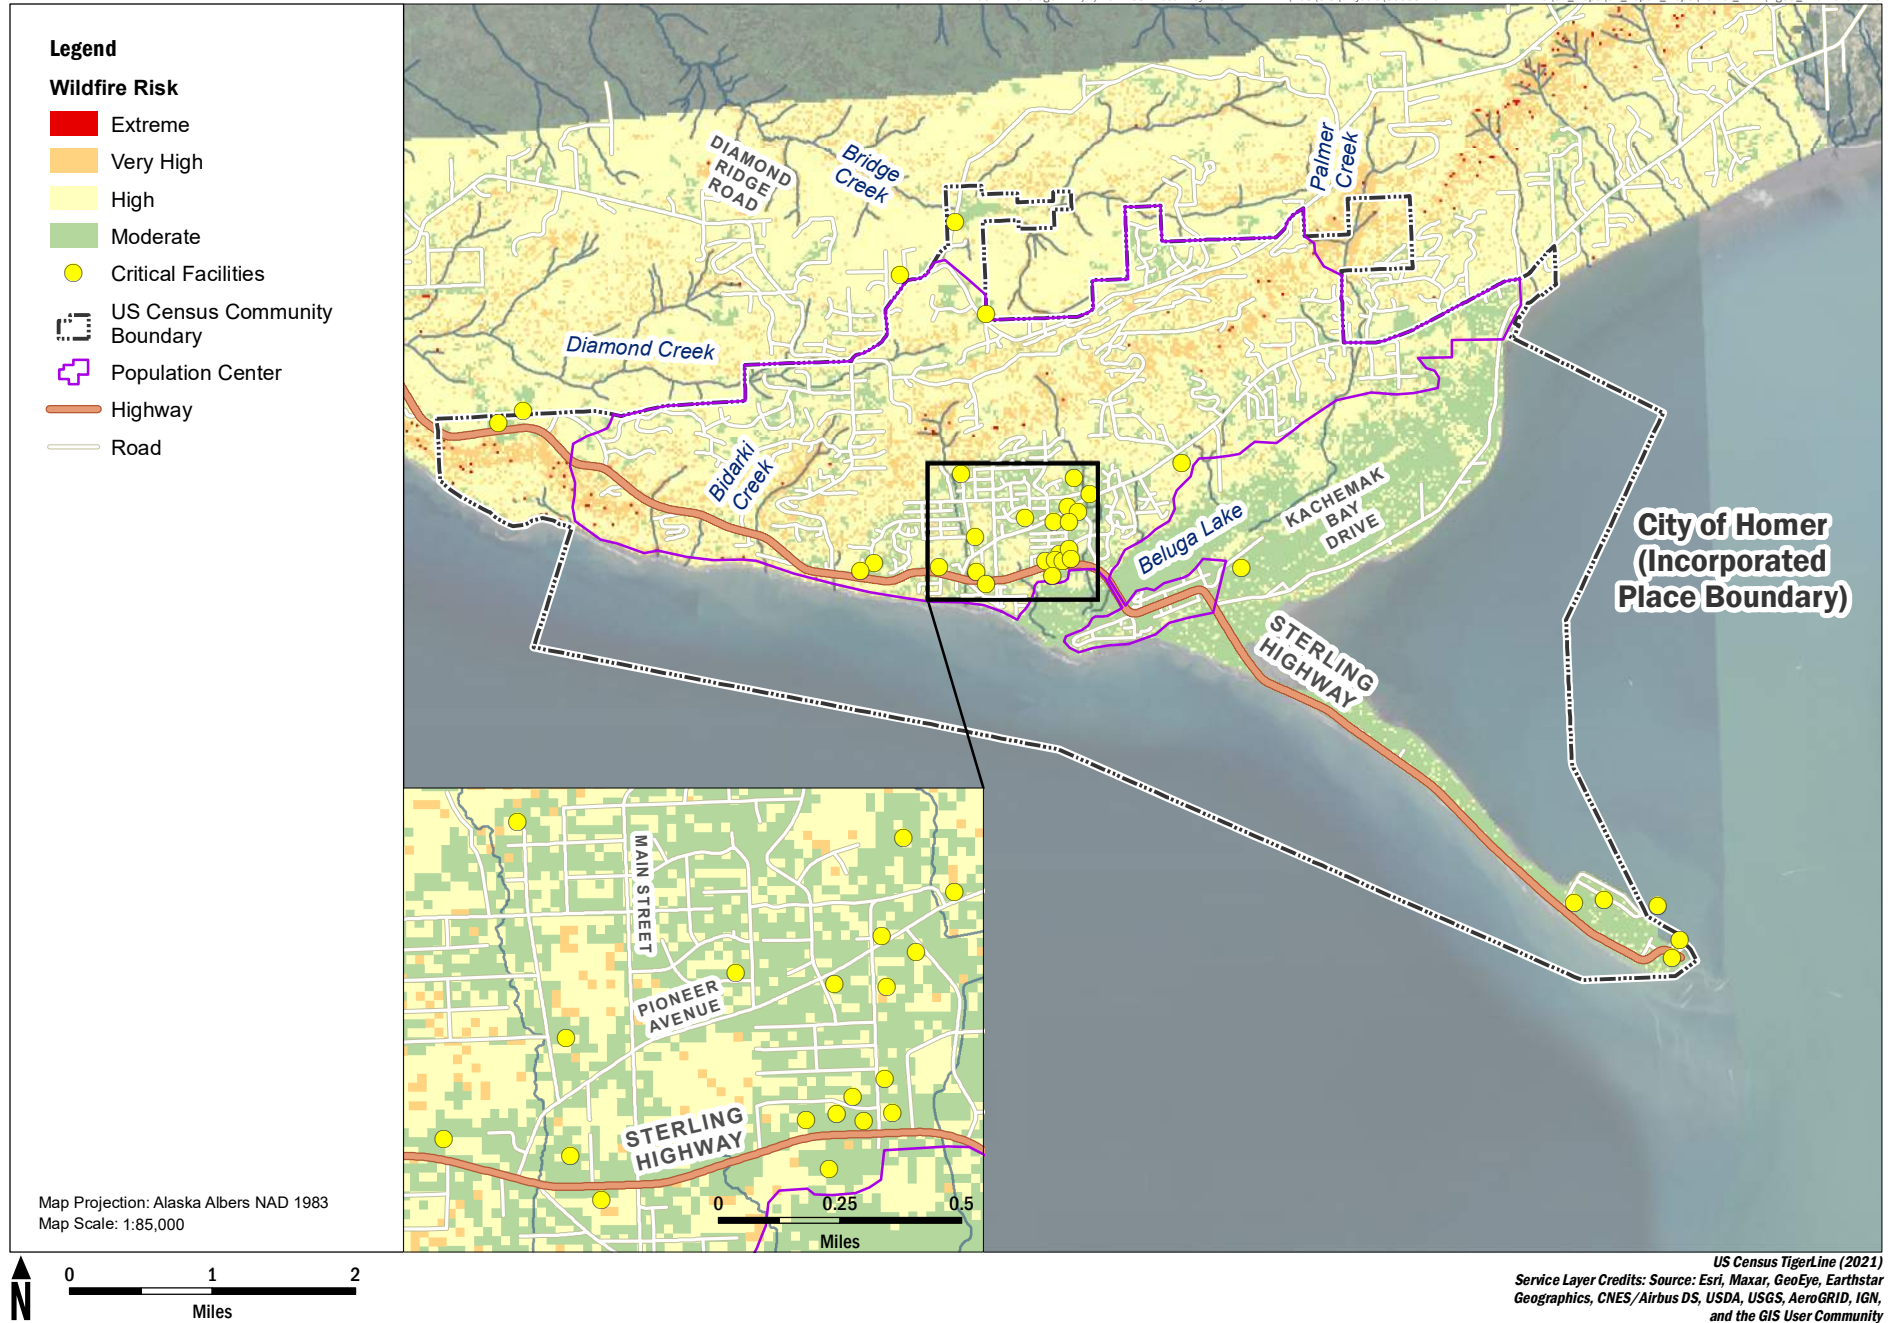 Legend
Wildfire Risk
Extreme
Very High
High
Moderate
Critical Facilities
US Census Community
Boundary
Population Center
Highway
Road
Map Projection: Alaska Albers NAD 1983
Map Scale: 1:85,000
DIAMOND
RIDGE
ROAD
Bridge
Creek
Palmer
Creek
Diamond Creek
Bidarki
Creek
Beluga Lake
KACHEMAK
BAY
DRIVE
City of Homer
(Incorporated
Place Boundary)
STERLING
HIGHWAY
MAIN STREET
PIONEER
AVENUE
STERLING
HIGHWAY
0 0.25 0.5
Miles
N
0 1 2
Miles
US Census TigerLine (2021)
Service Layer Credits: Source: Esri, Maxar, GeoEye, Earthstar
Geographics, CNES/Airbus DS, USDA, USGS, AeroGRID, IGN,
and the GIS User Community